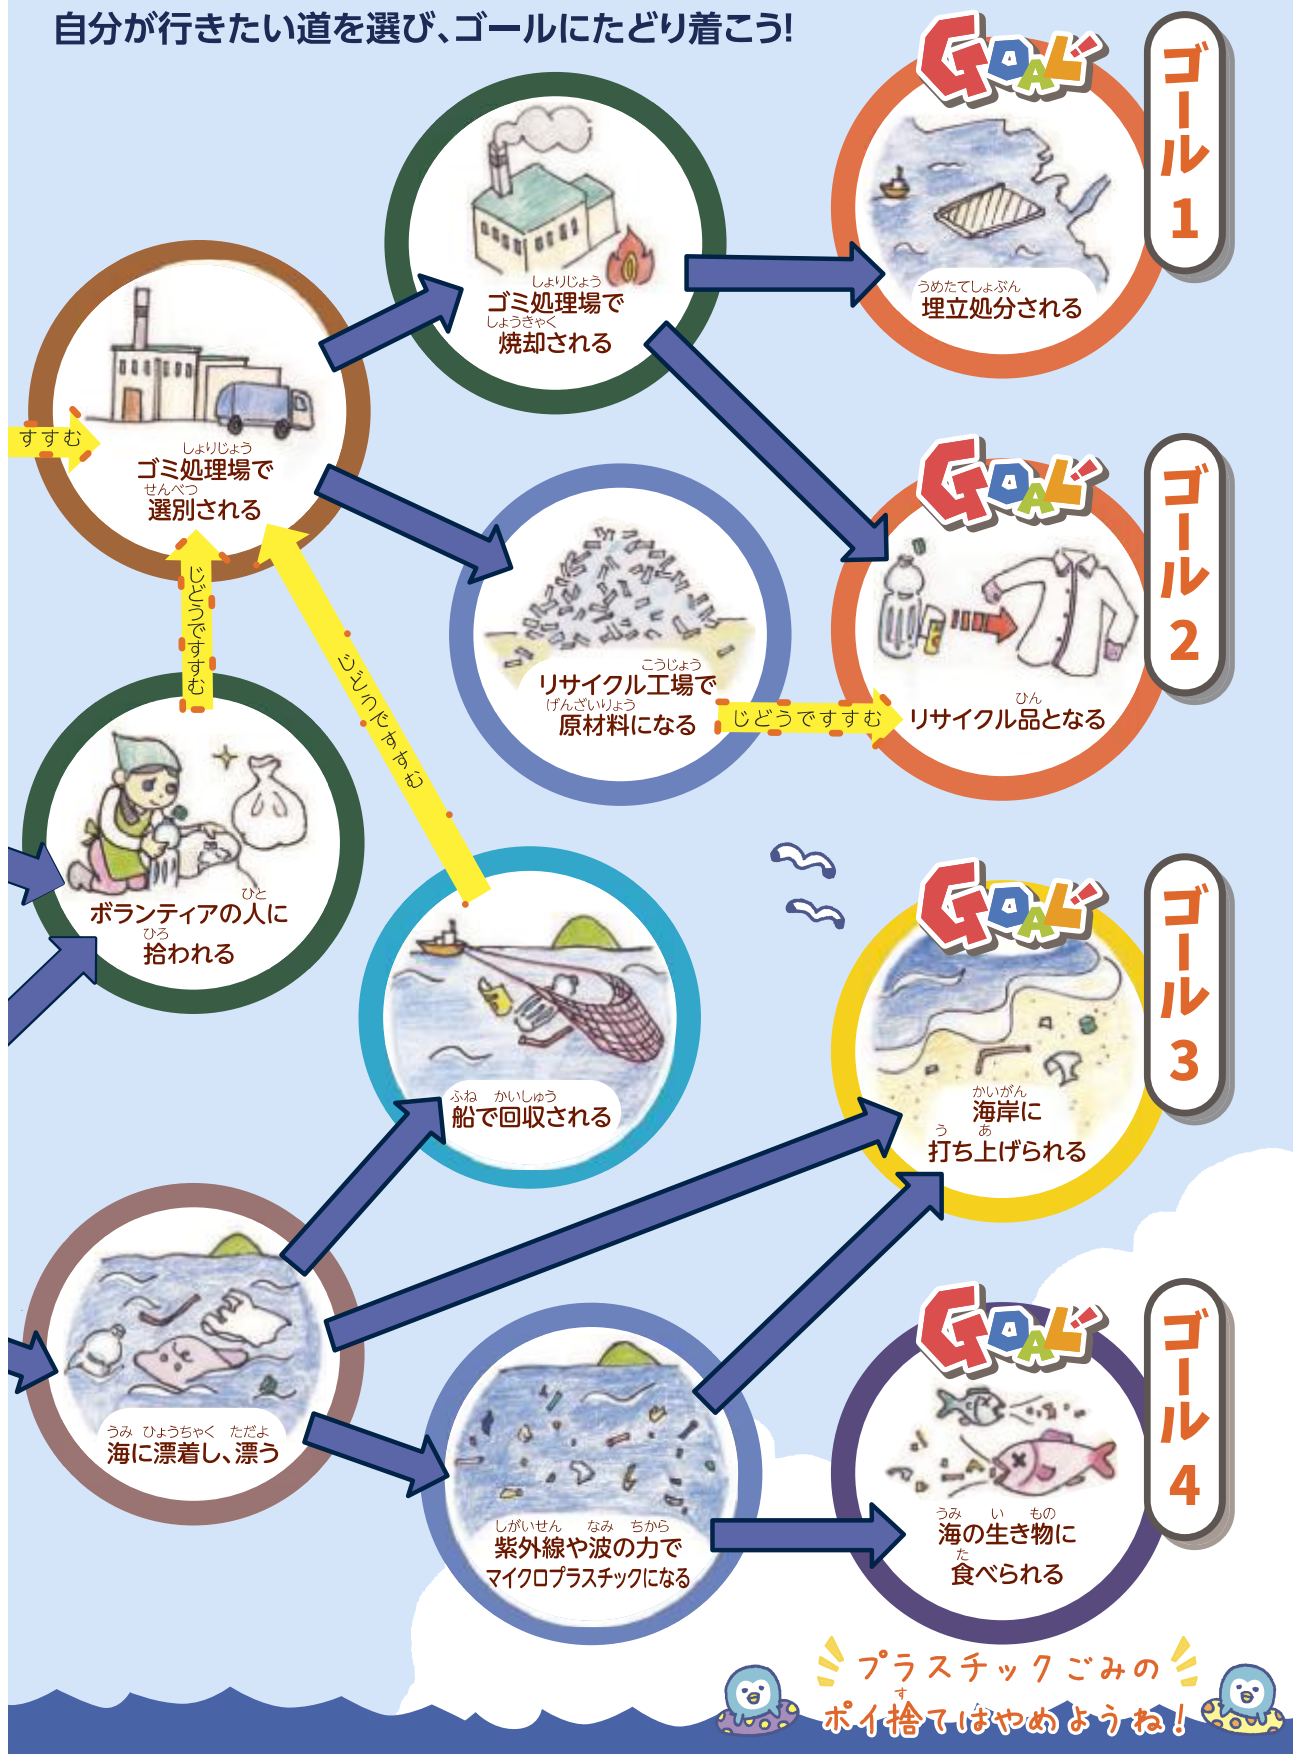 自分が行きたい道を選び、ゴールにたどり着こう!
GOAL
ゴール1
しょりじょう
ゴミ処理場で
しょうきゃく
焼却される
うめたてしょぶん
埋立処分される
すすむ
しょりじょう
ゴミ処理場で
せんべつ
選別される
GOAL
ゴール2
こうじょう
リサイクル工場で
げんざいりょう
原材料になる
じどうですすむ
ひん
リサイクル品となる
じどうですすむ
じどうですすむ
ひと
ボランティアの人に
ひろ
拾われる
GOAL
ゴール3
ふね かいしゅう
船で回収される
かいがん
海岸に
う あ
打ち上げられる
うみ ひょうちゃく ただよ
海に漂着し、漂う
GOAL
ゴール4
しがいせん なみ ちから
紫外線や波の力で
マイクロプラスチックになる
うみ い もの
海の生き物に
た
食べられる
プラスチックごみの
す
ポイ捨てはやめようね!